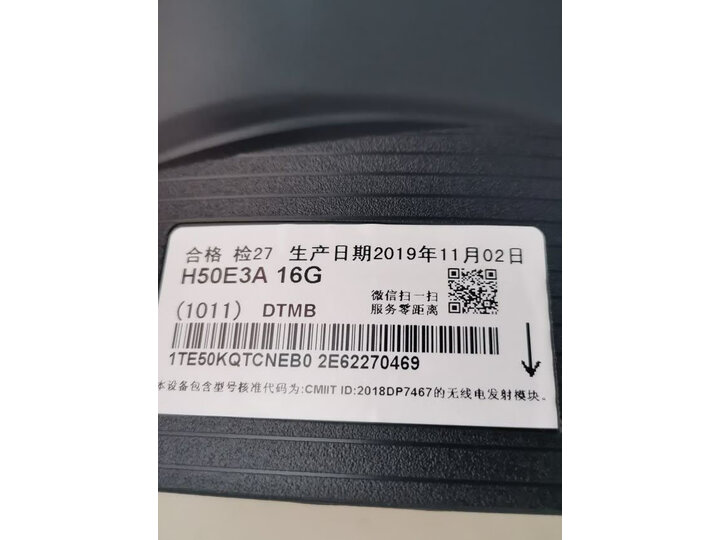 合格 检27 生产日期2019年11月02日
H50E3A 16G
微信扫一扫
(1011) DTMB 服务零距离
1TE50KQTCNEB0 2E62270469
本设备包含型号核准代码为:CMIIT ID:2018DP7467的无线电发射模块。